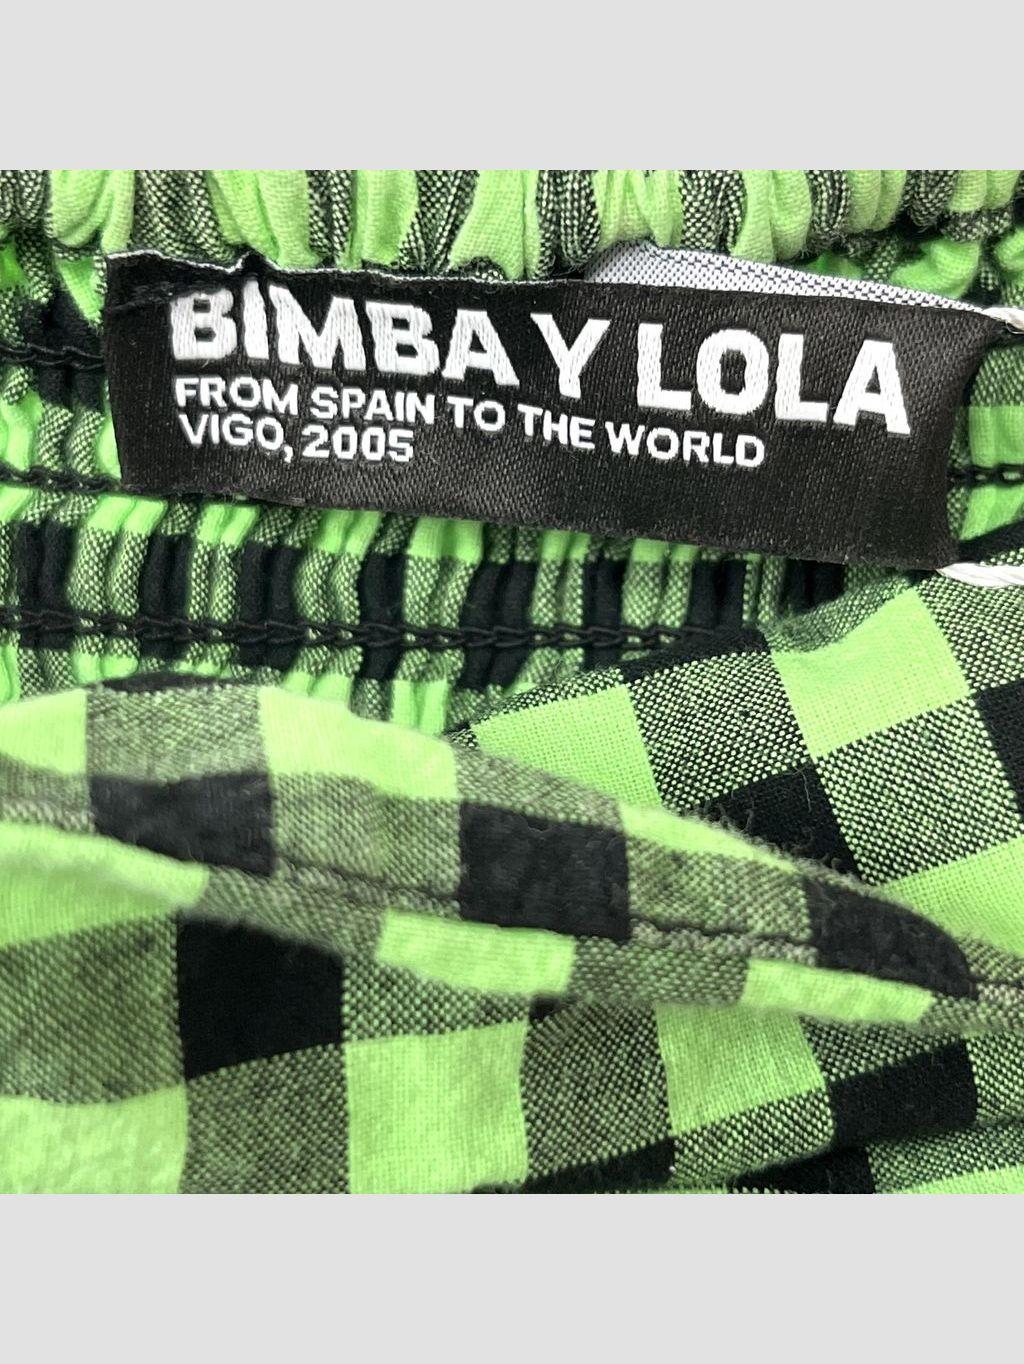 BIMBA Y LOLA
FROM SPAIN TO THE WORLD
VIGO, 2005